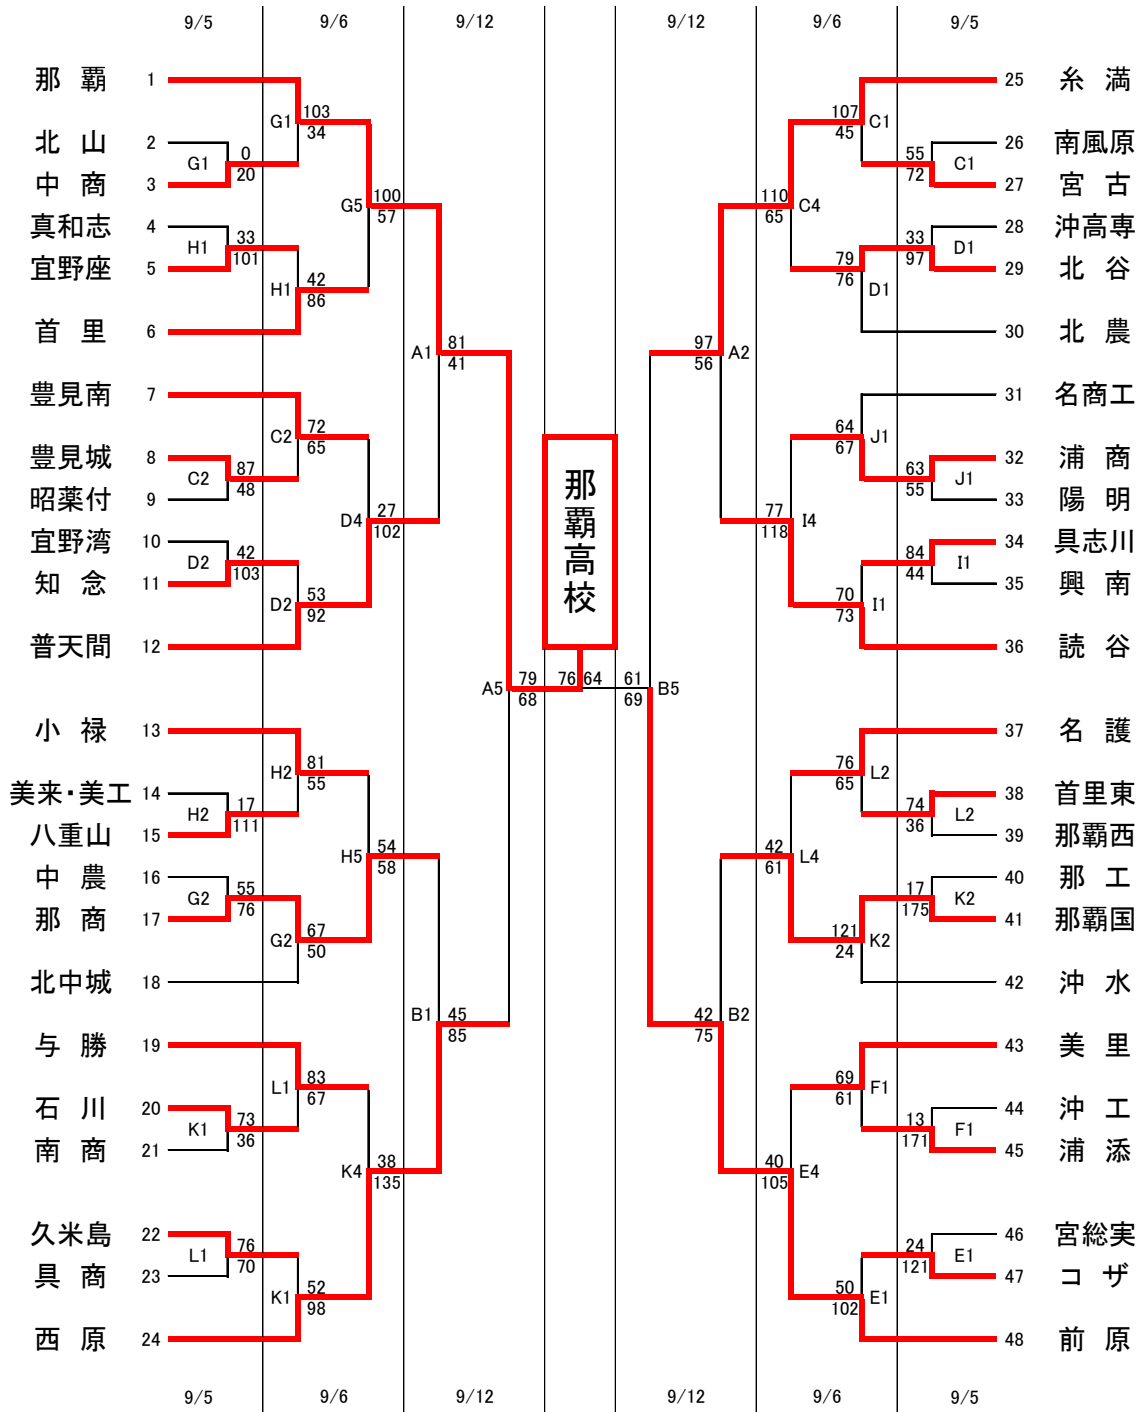 9/5 9/6 9/12 9/12 9/6 9/5
那 覇 1
G1 103 34
北 山 2
G1 0 20
中 商 3
G5 100 57
真和志 4
H1 33 101
宜野座 5
H1 42 86
首 里 6
A1 81 41
豊見南 7
C2 72 65
豊見城 8
C2 87 48
昭薬付 9
D4 27 102
宜野湾 10
D2 42 103
知 念 11
D2 53 92
普天間 12
A5 79 68
小 禄 13
H2 81 55
美来・美工 14
H2 17 111
八重山 15
H5 54 58
中 農 16
G2 55 76
那 商 17
G2 67 50
北中城 18
B1 45 85
与 勝 19
L1 83 67
石 川 20
K1 73 36
南 商 21
K4 38 135
久米島 22
L1 76 70
具 商 23
K1 52 98
西 原 24
那覇高校
76 64
25 糸 満
107 45 C1
26 南風原
55 72 C1
27 宮 古
110 65 C4
28 沖高専
33 97 D1
29 北 谷
79 76 D1
30 北 農
97 56 A2
31 名商工
64 67 J1
32 浦 商
63 55 J1
33 陽 明
77 118 I4
34 具志川
84 44 I1
35 興 南
70 73 I1
36 読 谷
61 69 B5
37 名 護
76 65 L2
38 首里東
74 36 L2
39 那覇西
42 61 L4
40 那 工
17 175 K2
41 那覇国
121 24 K2
42 沖 水
42 75 B2
43 美 里
69 61 F1
44 沖 工
13 171 F1
45 浦 添
40 105 E4
46 宮総実
24 121 E1
47 コ ザ
50 102 E1
48 前 原
9/5 9/6 9/12 9/12 9/6 9/5